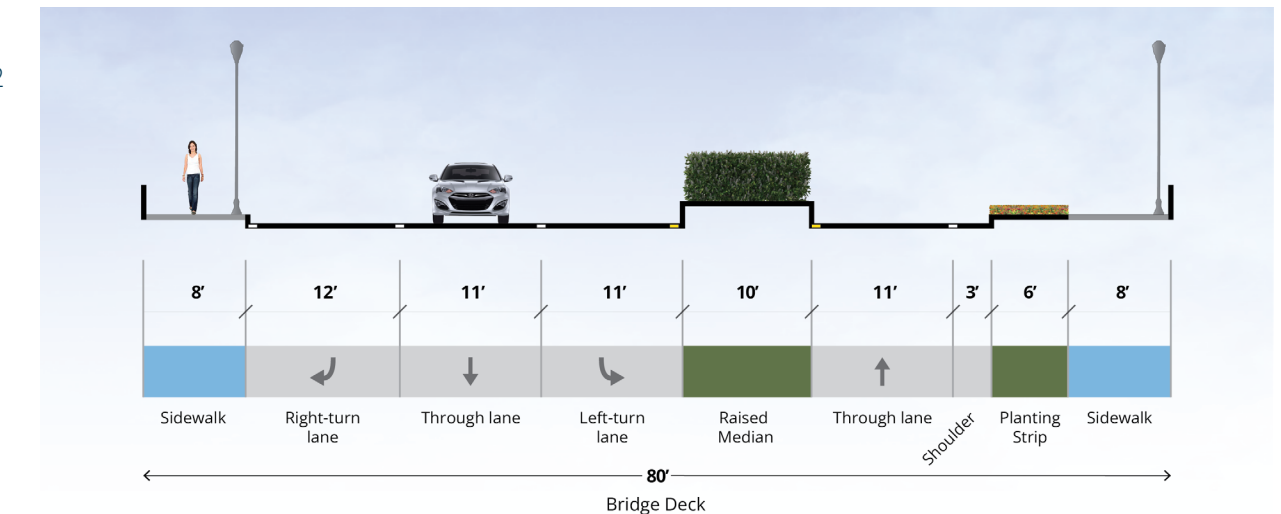 8’ 12’ 11’ 11’ 10’ 11’ 3’ 6’ 8’
Sidewalk
Right-turn
lane
Through lane
Left-turn
lane
Raised
Median
Through lane
Shoulder
Planting
Strip
Sidewalk
80’
Bridge Deck